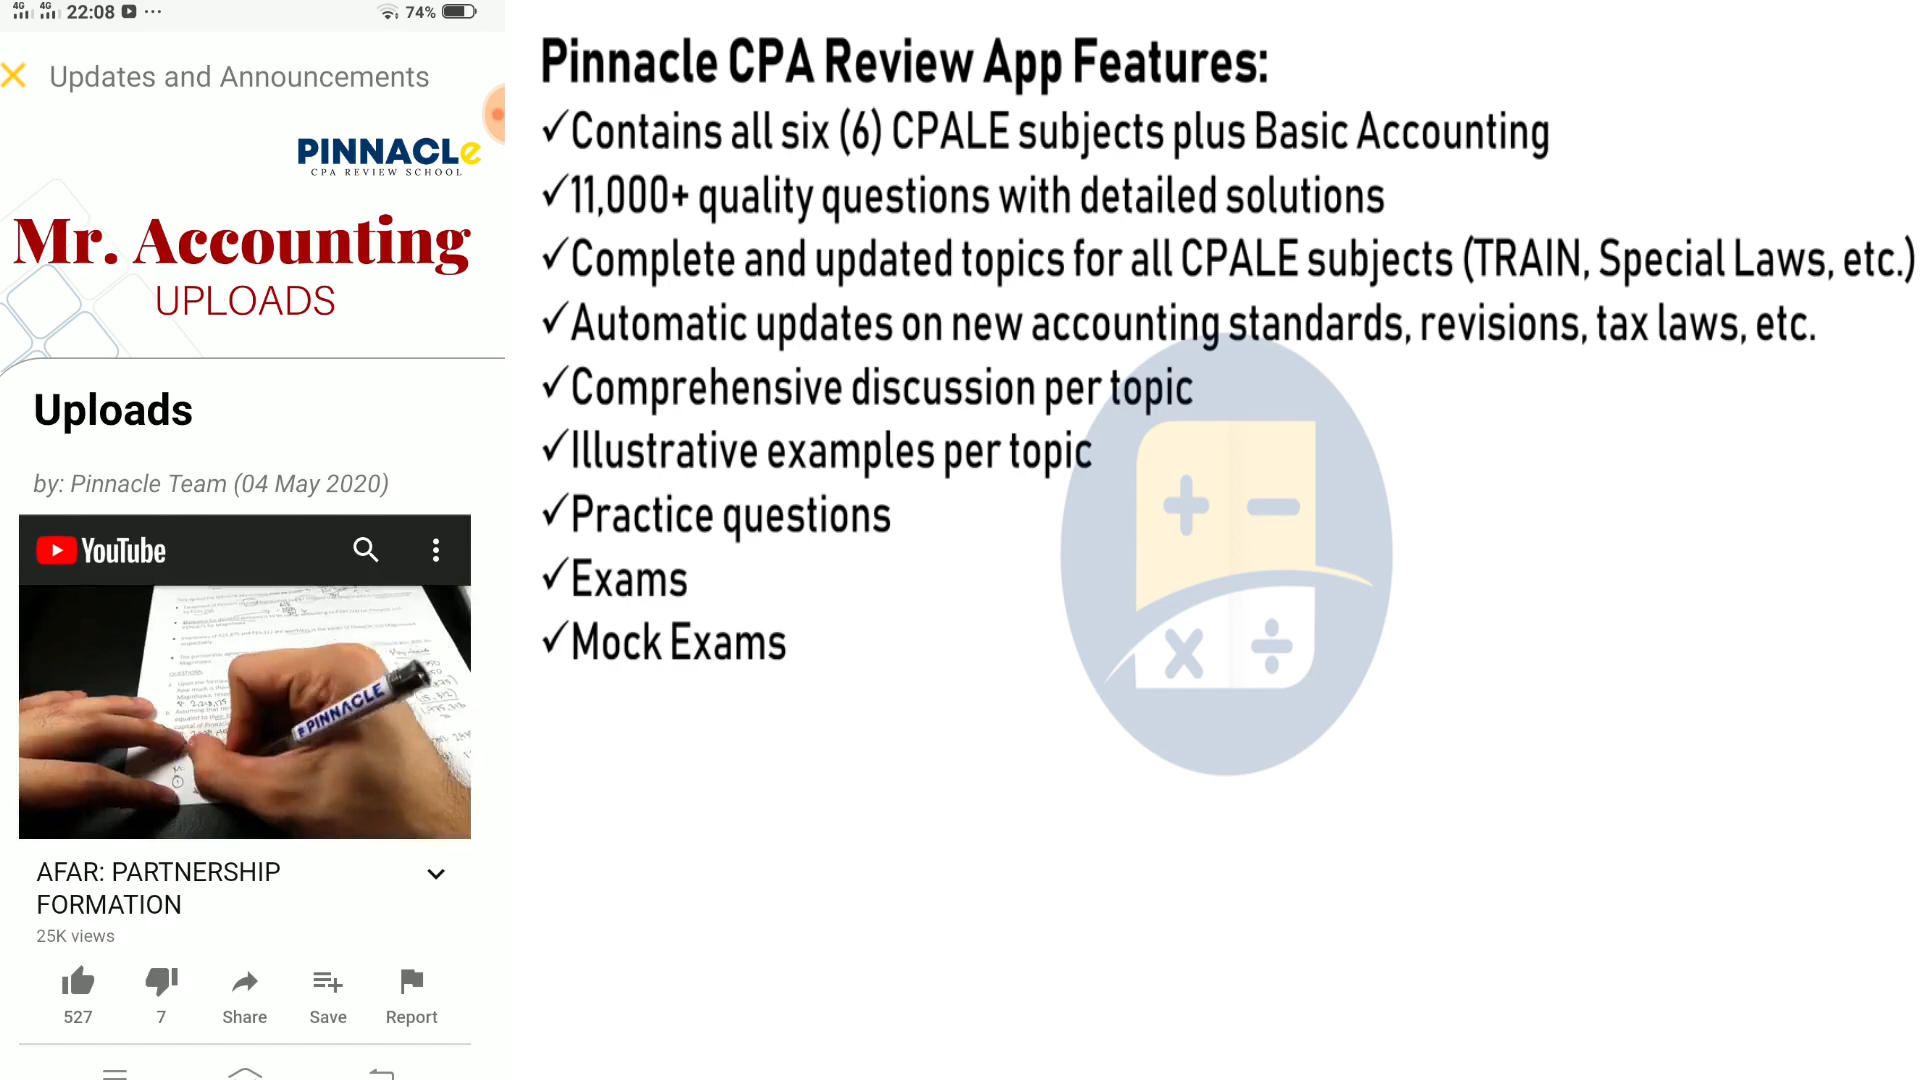 4G 4G 22:08 ... 74%
Updates and Announcements
PINNACLe
CPA REVIEW SCHOOL
Mr. Accounting
UPLOADS
Uploads
by: Pinnacle Team (04 May 2020)
YouTube
#PINNACLE
AFAR: PARTNERSHIP
FORMATION
25K views
527 7 Share Save Report
Pinnacle CPA Review App Features:
✓Contains all six (6) CPALE subjects plus Basic Accounting
✓11,000+ quality questions with detailed solutions
✓Complete and updated topics for all CPALE subjects (TRAIN, Special Laws, etc.)
✓Automatic updates on new accounting standards, revisions, tax laws, etc.
✓Comprehensive discussion per topic
✓Illustrative examples per topic
✓Practice questions
✓Exams
✓Mock Exams